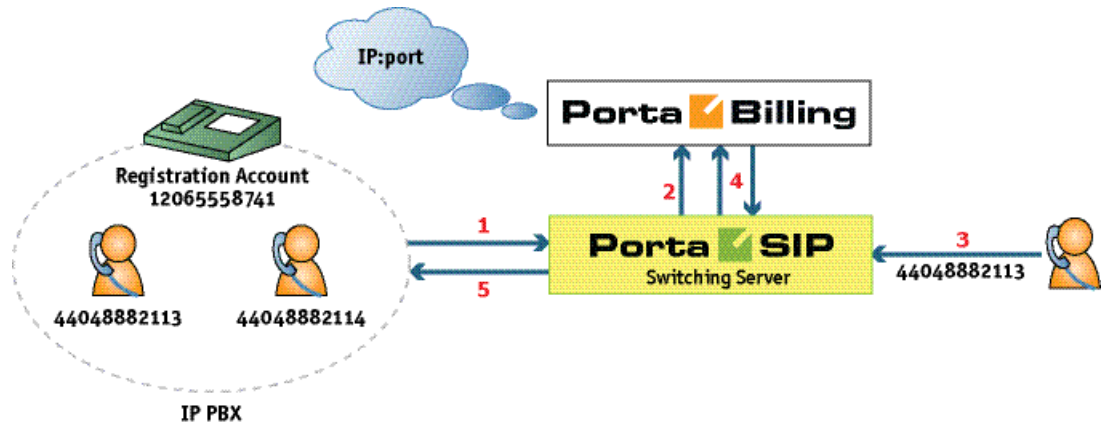 IP:port
Porta Billing
Registration Account
12065558741
1
2
4
3
Porta SIP
Switching Server
5
44048882113
44048882113
44048882114
IP PBX